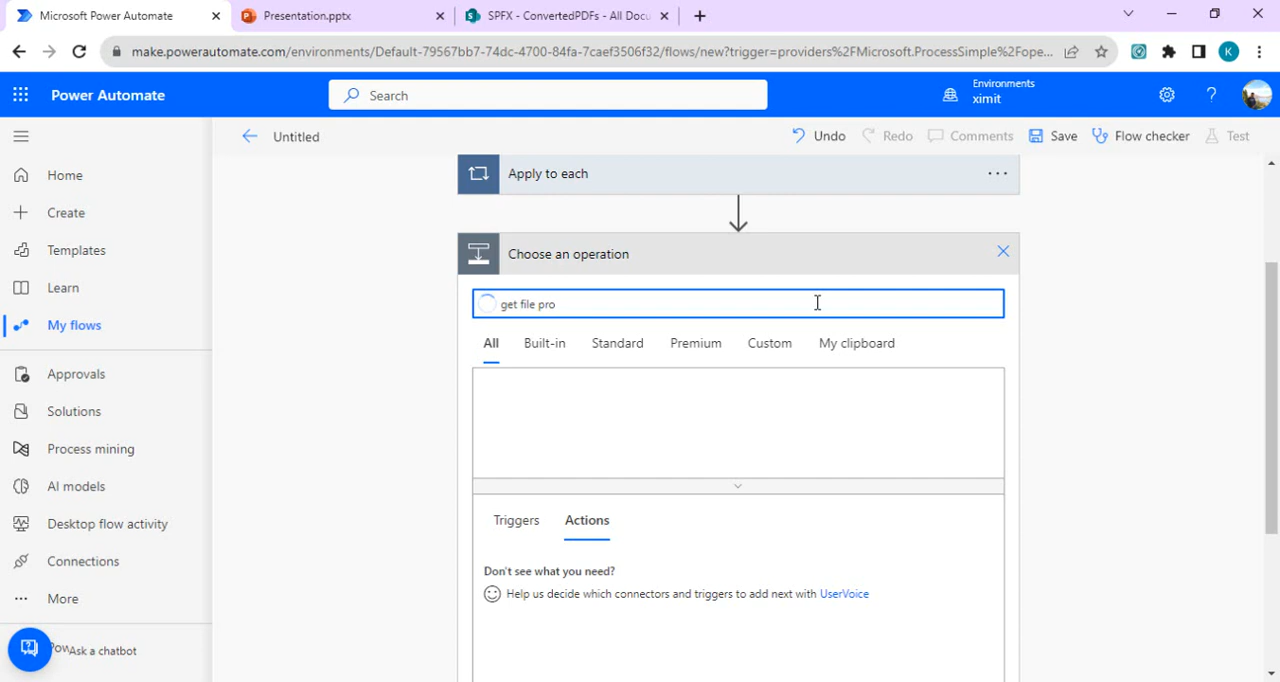 Microsoft Power Automate
Presentation.pptx
SPFX - ConvertedPDFs - All Docu
make.powerautomate.com/environments/Default-79567bb7-74dc-4700-84fa-7caef3506f32/flows/new?trigger=providers%2FMicrosoft.ProcessSimple%2Fope...
K
Power Automate
Search
Environments
ximit
Untitled
Undo
Redo
Comments
Save
Flow checker
Test
Home
Create
Templates
Learn
My flows
Approvals
Solutions
Process mining
AI models
Desktop flow activity
Connections
More
Ask a chatbot
Apply to each
Choose an operation
get file pro
All
Built-in
Standard
Premium
Custom
My clipboard
Triggers
Actions
Don't see what you need?
Help us decide which connectors and triggers to add next with UserVoice